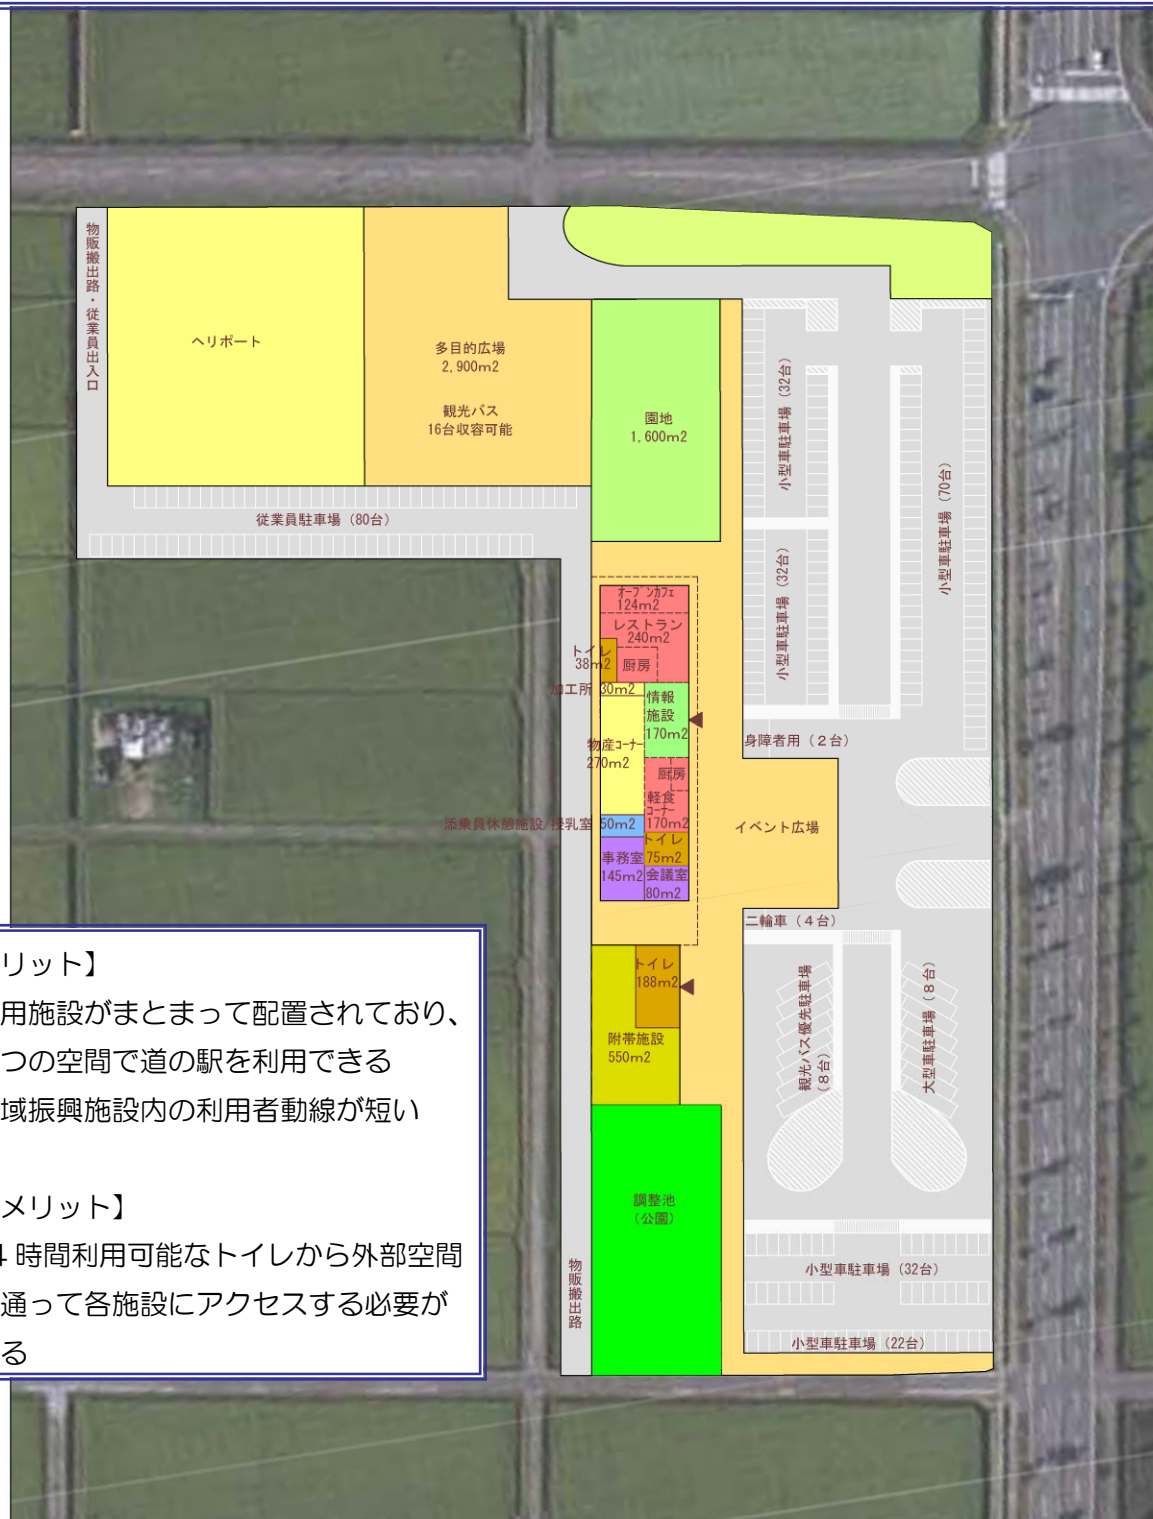 物販搬出路・従業員出入口
ヘリポート
多目的広場
2,900m2
観光バス
16台収容可能
園地
1,600m2
小型車駐車場（32台）
小型車駐車場（70台）
従業員駐車場（80台）
小型車駐車場（32台）
オープンカフェ
124m2
レストラン
240m2
トイレ
38m2
厨房
加工所 30m2
情報
施設
170m2
物産コーナー
270m2
身障者用（２台）
厨房
軽食
コーナー
170m2
添乗員休憩施設/授乳室 50m2
イベント広場
トイレ
75m2
事務室
145m2
会議室
80m2
二輪車（４台）
トイレ
188m2
附帯施設
550m2
観光バス優先駐車場
（８台）
大型車駐車場（８台）
リット】
用施設がまとまって配置されており、
つの空間で道の駅を利用できる
域振興施設内の利用者動線が短い
メリット】
4 時間利用可能なトイレから外部空間
通って各施設にアクセスする必要が
る
調整池
（公園）
物販搬出路
小型車駐車場（32台）
小型車駐車場（22台）